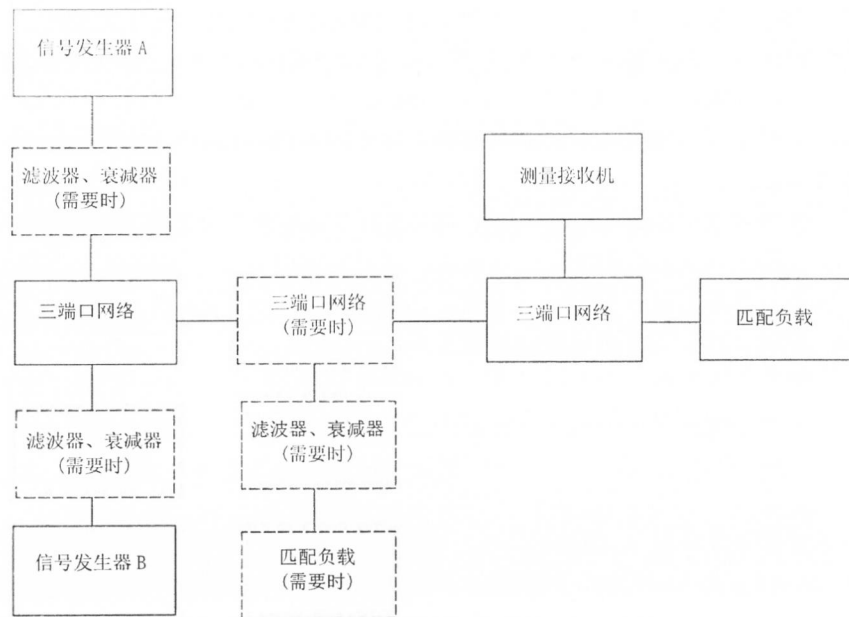 信号发生器 A
滤波器、衰减器
(需要时)
测量接收机
三端口网络
三端口网络
(需要时)
三端口网络
匹配负载
滤波器、衰减器
(需要时)
滤波器、衰减器
(需要时)
信号发生器 B
匹配负载
(需要时)